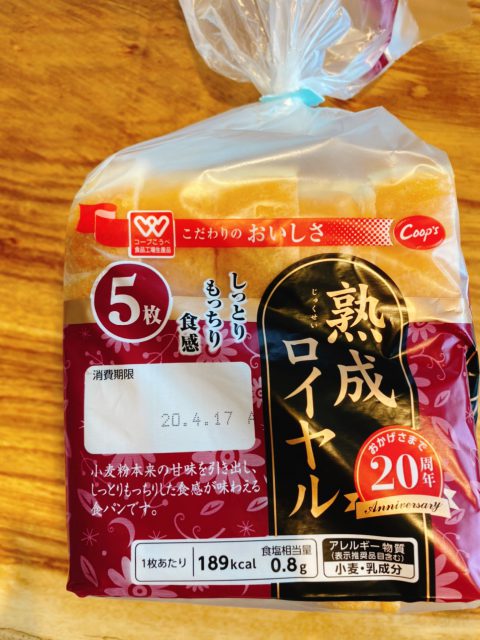 コープこうべ
食品工場生産品
こだわりの おいしさ
Coop's
5枚
しっとり
もっちり
食感
熟成
じゅくせい
ロイヤル
消費期限
20.4.17 A
おかげさまで
20周年
Anniversary
小麦粉本来の甘味を引き出し、
しっとりもっちりした食感が味わえる
食パンです。
1枚あたり 189kcal 食塩相当量 0.8g
アレルギー物質
(表示推奨品目含む)
小麦・乳成分